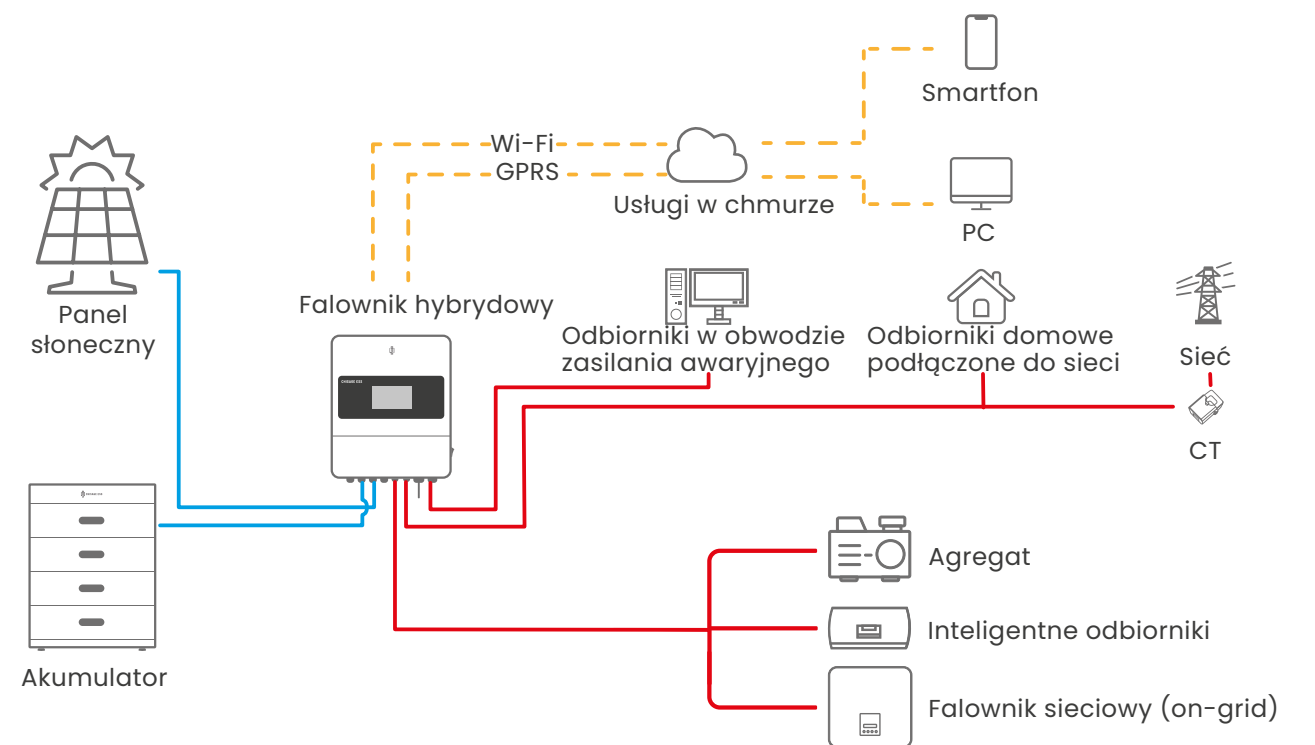 Smartfon
Wi-Fi
GPRS
Usługi w chmurze
PC
Panel
słoneczny
Falownik hybrydowy
Odbiorniki w obwodzie
zasilania awaryjnego
Odbiorniki domowe
podłączone do sieci
Sieć
CT
Akumulator
Agregat
Inteligentne odbiorniki
Falownik sieciowy (on-grid)